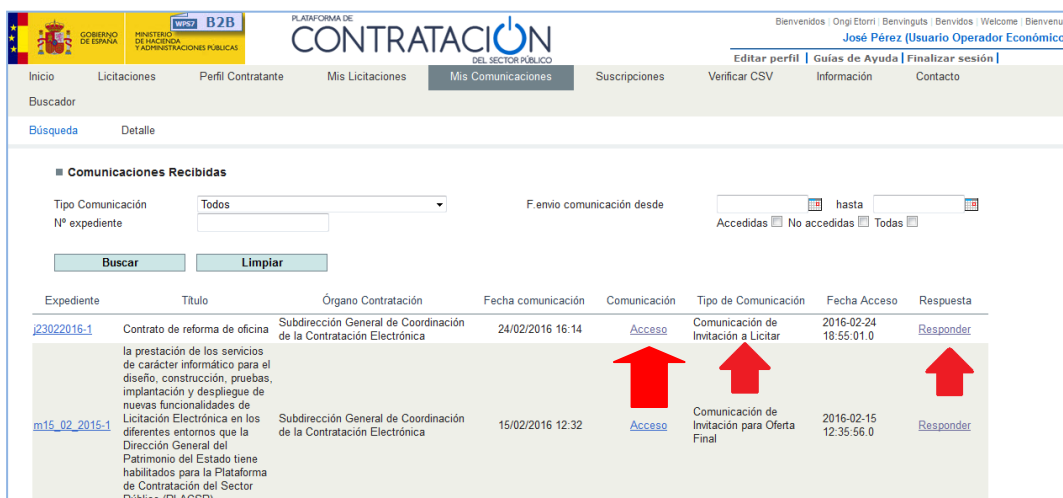 GOBIERNO
DE ESPAÑA
MINISTERIO
DE HACIENDA
Y ADMINISTRACIONES PÚBLICAS
WPS7 B2B
PLATAFORMA DE
CONTRATACIÓN
DEL SECTOR PÚBLICO
Bienvenidos | Ongi Etorri | Benvinguts | Benvidos | Welcome | Bienvenu
José Pérez (Usuario Operador Económico
Editar perfil | Guías de Ayuda | Finalizar sesión |
Inicio Licitaciones Perfil Contratante Mis Licitaciones Mis Comunicaciones Suscripciones Verificar CSV Información Contacto
Buscador
Búsqueda Detalle
Comunicaciones Recibidas
Tipo Comunicación Todos F.envio comunicación desde hasta
Nº expediente Accedidas No accedidas Todas
Buscar Limpiar
Expediente Título Órgano Contratación Fecha comunicación Comunicación Tipo de Comunicación Fecha Acceso Respuesta
j23022016-1 Contrato de reforma de oficina Subdirección General de Coordinación de la Contratación Electrónica 24/02/2016 16:14 Acceso Comunicación de Invitación a Licitar 2016-02-24 18:55:01.0 Responder
m15_02_2015-1
la prestación de los servicios
de carácter informático para el
diseño, construcción, pruebas,
implantación y despliegue de
nuevas funcionalidades de
Licitación Electrónica en los
diferentes entornos que la
Dirección General del
Patrimonio del Estado tiene
habilitados para la Plataforma
de Contratación del Sector
Público (PLACSP)
Subdirección General de Coordinación
de la Contratación Electrónica
15/02/2016 12:32
Acceso
Comunicación de
Invitación para Oferta
Final
2016-02-15
12:35:56.0
Responder